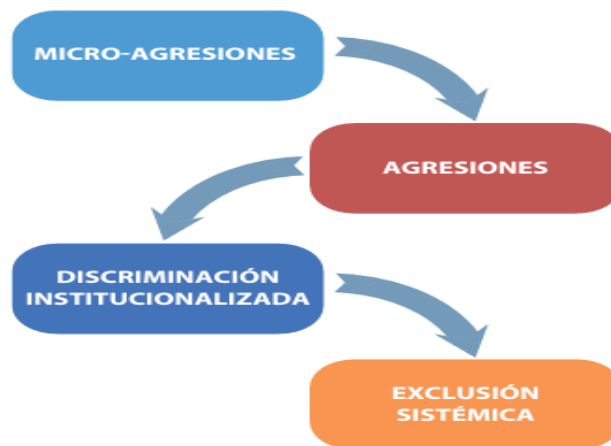 MICRO-AGRESIONES
AGRESIONES
DISCRIMINACIÓN
INSTITUCIONALIZADA
EXCLUSIÓN
SISTÉMICA